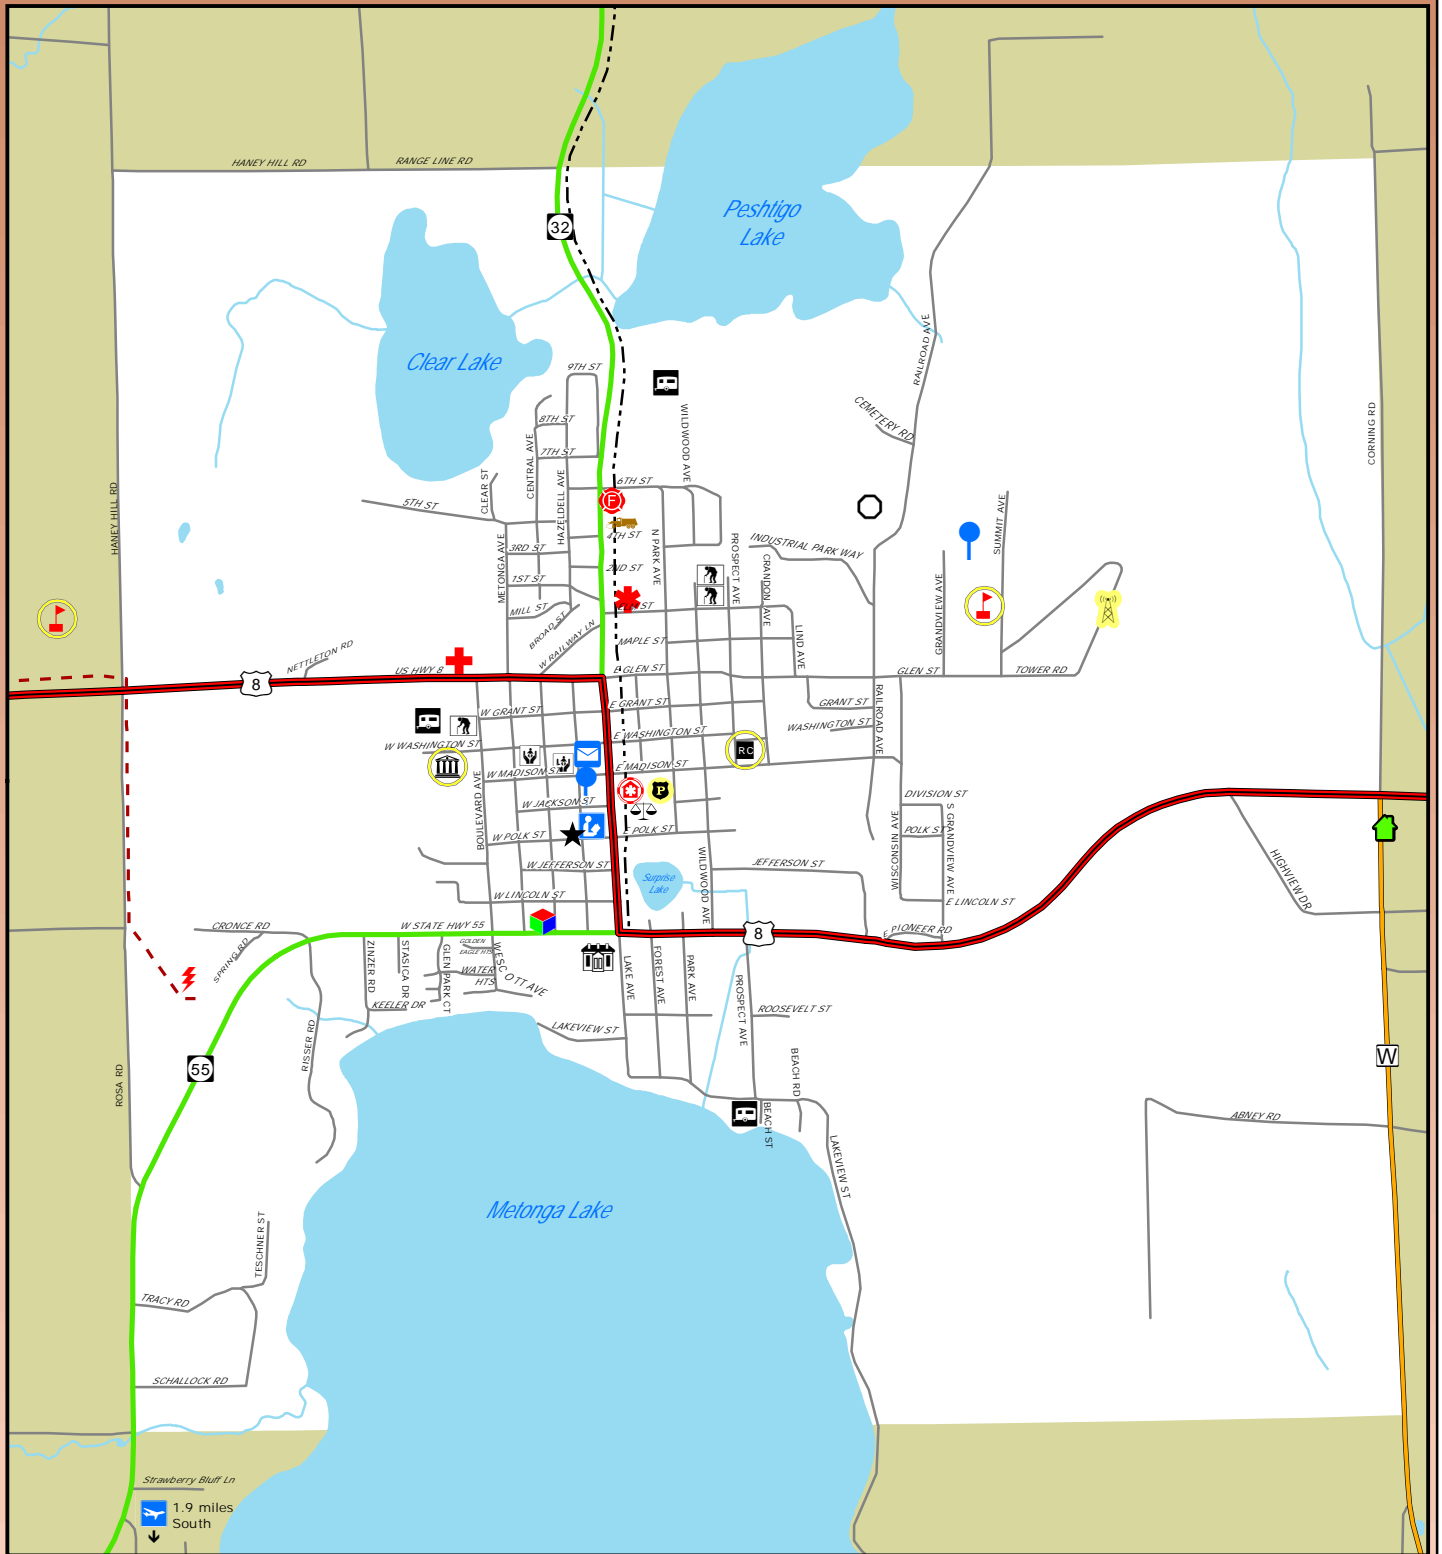 HANEY HILL RD
RANGE LINE RD
32
Peshtigo
Lake
Clear Lake
RAILROAD AVE
9TH ST
WILDWOOD AVE
CEMETERY RD
CORNING RD
8TH ST
CENTRAL AVE
7TH ST
CLEAR ST
HAZELDELL AVE
6TH ST
F
5TH ST
HANEY HILL RD
SUMMIT AVE
METONGA AVE
3RD ST
4TH ST
N PARK AVE
PROSPECT AVE
INDUSTRIAL PARK WAY
CRANDON AVE
2ND ST
1ST ST
GRANDVIEW AVE
MILL ST
BROAD ST
ELM ST
W RAILWAY LN
MAPLE ST
LIND AVE
NETTLETON RD
US HWY 8
8
E GLEN ST
GLEN ST
TOWER RD
RAILROAD AVE
W GRANT ST
E GRANT ST
GRANT ST
WASHINGTON ST
W WASHINGTON ST
E WASHINGTON ST
RC
W MADISON ST
E MADISON ST
BOULEVARD AVE
P
W JACKSON ST
DIVISION ST
W POLK ST
E POLK ST
POLK ST
WISCONSIN AVE
S GRANDVIEW AVE
W JEFFERSON ST
WILDWOOD AVE
JEFFERSON ST
HIGHVIEW DR
Surprise
Lake
W LINCOLN ST
E LINCOLN ST
CRONCE RD
W STATE HWY 55
8
E PIONEER RD
SPRING RD
ZINZER RD
STASICA DR
GLEN PARK CT
GOLDEN
EAGLE HTS
WATER
HTS
WESCOTT AVE
LAKE AVE
FOREST AVE
PARK AVE
PROSPECT AVE
KEELER DR
ROOSEVELT ST
LAKEVIEW ST
RISSER RD
55
ROSA RD
BEACH RD
W
BEACH ST
ABNEY RD
LAKEVIEW ST
Metonga Lake
TESCHNER ST
TRACY RD
SCHALLOCK RD
Strawberry Bluff Ln
1.9 miles
South